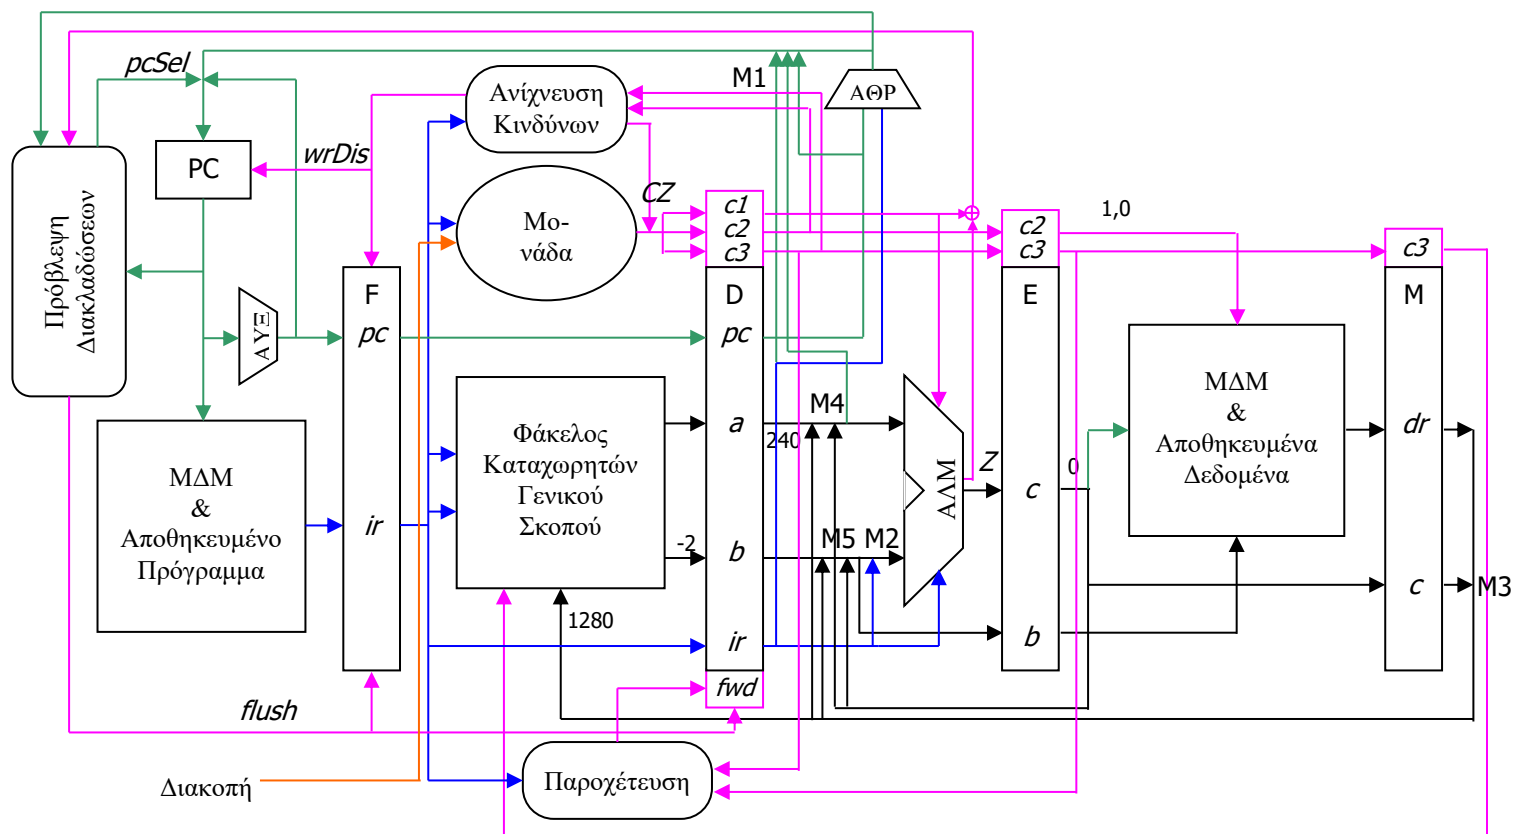 pcSel
M1
ΑΘΡ
Ανίχνευση
Κινδύνων
PC
wrDis
Πρόβλεψη
Διακλαδώσεων
Μο-
νάδα
CZ
c1
c2
c3
1,0
c2
c3
c3
F
D
E
M
ΑΥΞ
pc
pc
ΜΔΜ
&
Αποθηκευμένο
Πρόγραμμα
ir
Φάκελος
Καταχωρητών
Γενικού
Σκοπού
a
240
M4
-2
b
M5
M2
ΑΛΜ
Z
c
0
ΜΔΜ
&
Αποθηκευμένα
Δεδομένα
dr
c
M3
1280
ir
b
fwd
flush
Διακοπή
Παροχέτευση